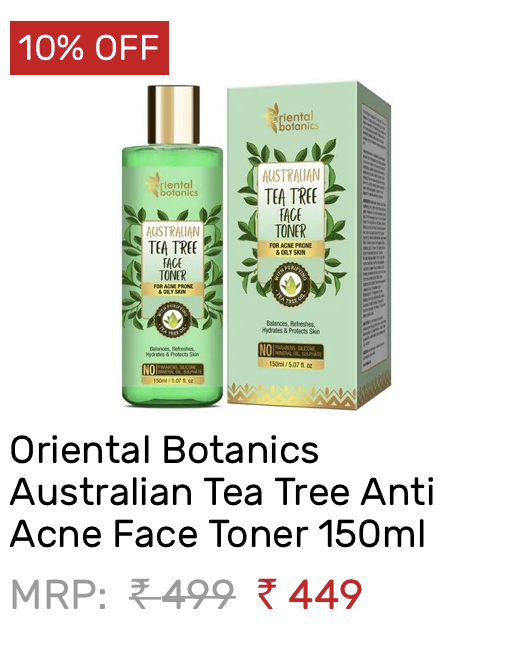 10% OFF
riental
botanics
AUSTRALIAN
TEA TREE
FACE
TONER
FOR ACNE PRONE
& OILY SKIN
WITH PURIFYING
TEA TREE OIL
Balances, Refreshes,
Hydrates & Protects Skin
NO PARABENS, SILICONE,
MINERAL OIL, SULPHATE
150ml / 5.07 fl. oz
riental
botanics
AUSTRALIAN
TEA TREE
FACE
TONER
FOR ACNE PRONE
& OILY SKIN
WITH PURIFYING
TEA TREE OIL
Balances, Refreshes,
Hydrates & Protects Skin
NO PARABENS, SILICONE,
MINERAL OIL, SULPHATE
150ml / 5.07 fl. oz
Oriental Botanics
Australian Tea Tree Anti
Acne Face Toner 150ml
MRP: ₹ 499 ₹ 449